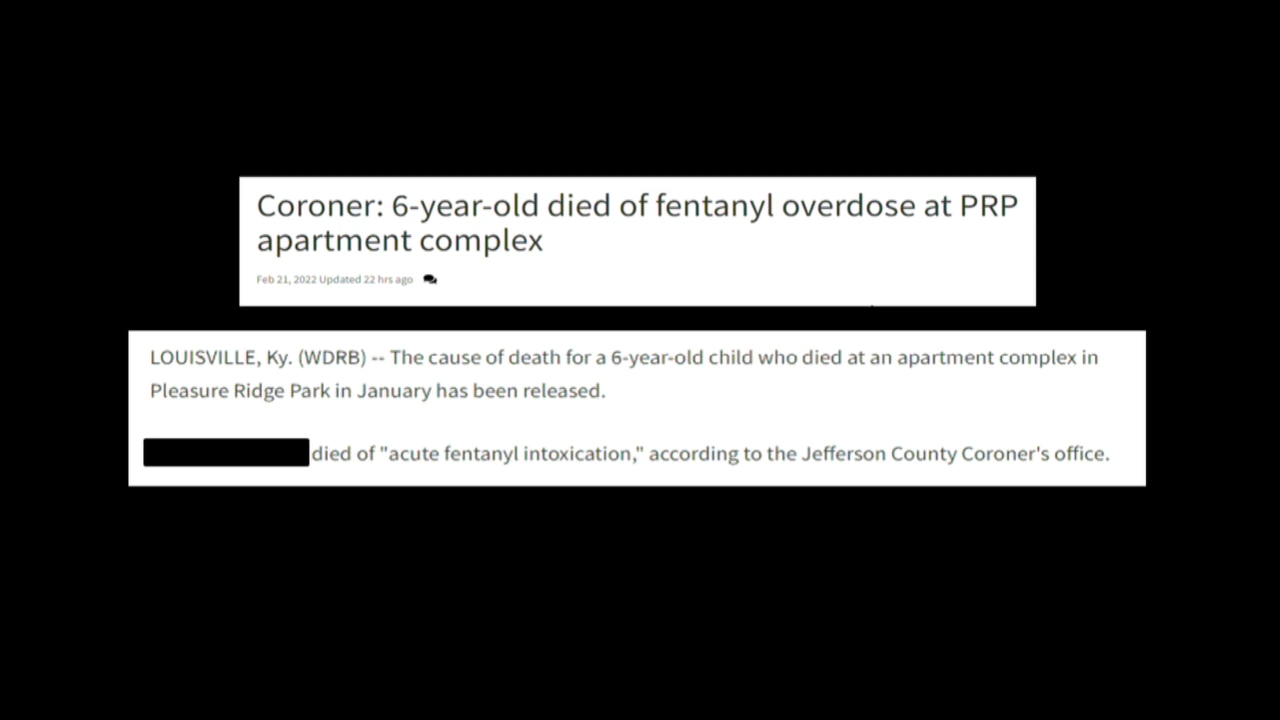 Coroner: 6-year-old died of fentanyl overdose at PRP
apartment complex
Feb 21, 2022 Updated 22 hrs ago
LOUISVILLE, Ky. (WDRB) -- The cause of death for a 6-year-old child who died at an apartment complex in
Pleasure Ridge Park in January has been released.
died of "acute fentanyl intoxication," according to the Jefferson County Coroner's office.